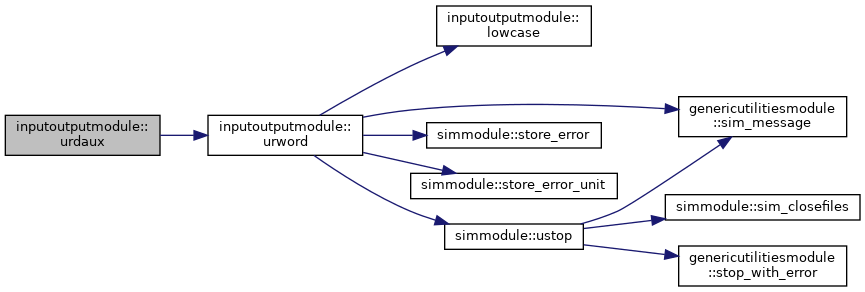 inputoutputmodule::
urdaux
inputoutputmodule::
urword
inputoutputmodule::
lowcase
genericutilitiesmodule
::sim_message
simmodule::store_error
simmodule::store_error_unit
simmodule::ustop
simmodule::sim_closefiles
genericutilitiesmodule
::stop_with_error